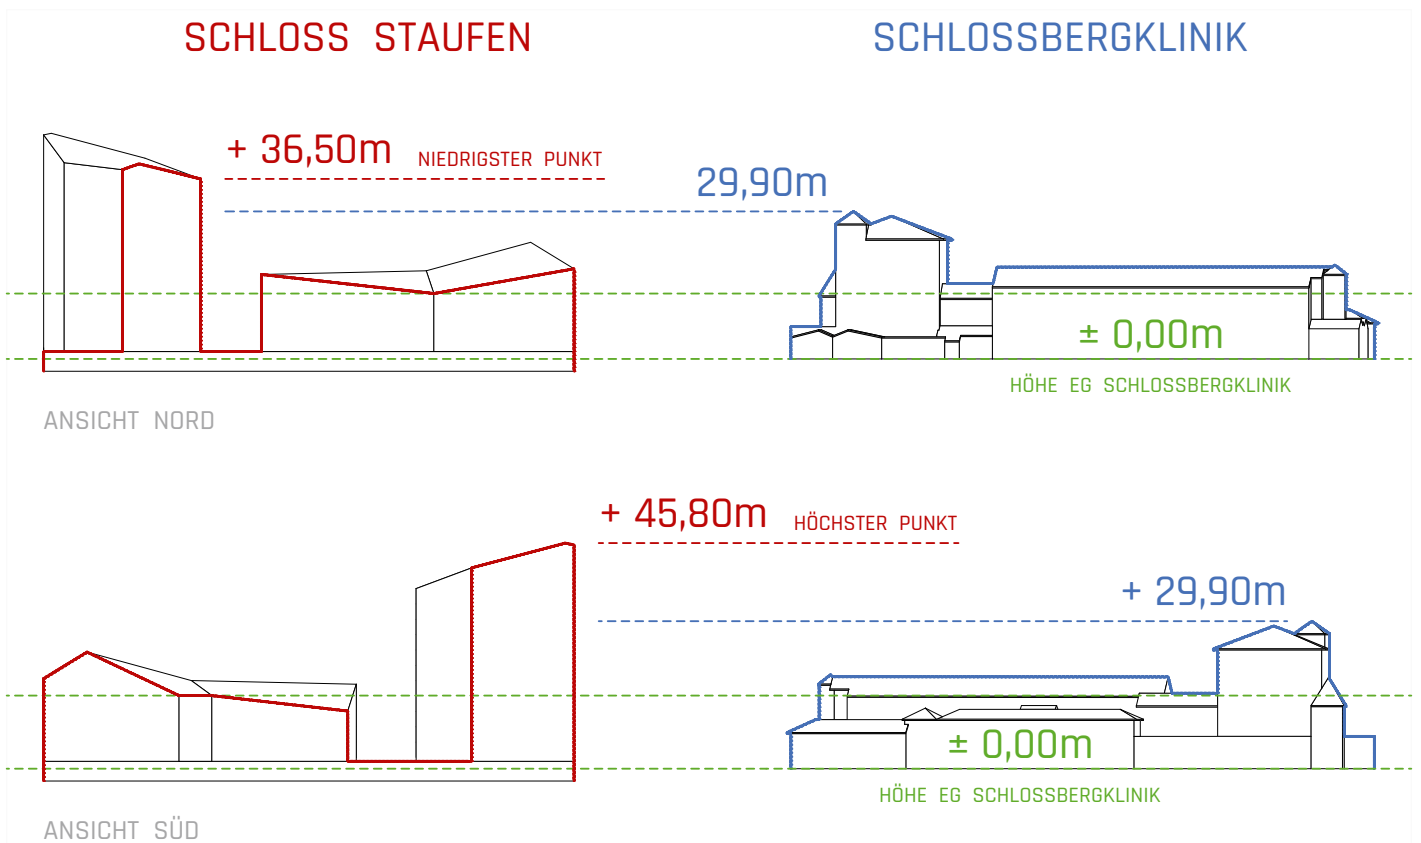 SCHLOSS STAUFEN
SCHLOSSBERGKLINIK
+ 36,50m NIEDRIGSTER PUNKT
29,90m
± 0,00m
HÖHE EG SCHLOSSBERGKLINIK
ANSICHT NORD
+ 45,80m HÖCHSTER PUNKT
+ 29,90m
± 0,00m
HÖHE EG SCHLOSSBERGKLINIK
ANSICHT SÜD